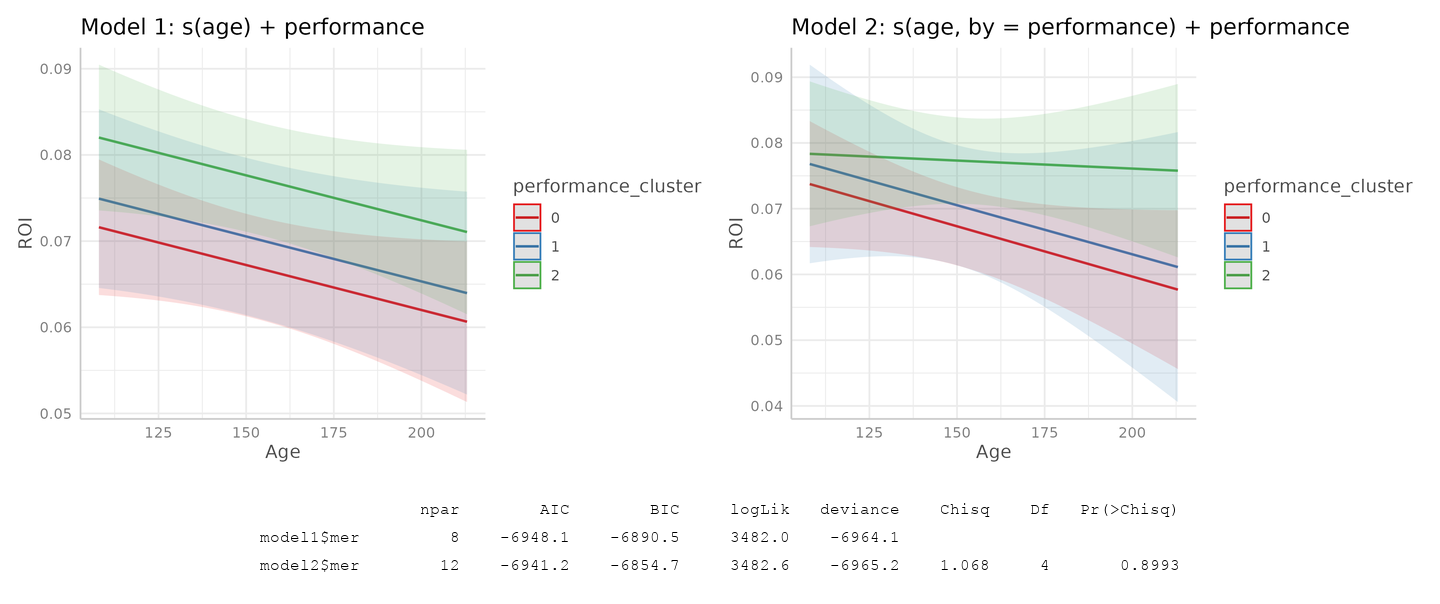 Model 1: s(age) + performance
0.09
0.08
0.07
0.06
0.05
ROI
125 150 175 200
Age
performance_cluster
0
1
2
Model 2: s(age, by = performance) + performance
0.09
0.08
0.07
0.06
0.05
0.04
ROI
125 150 175 200
Age
performance_cluster
0
1
2
npar AIC BIC logLik deviance Chisq Df Pr(>Chisq)
model1$mer 8 -6948.1 -6890.5 3482.0 -6964.1
model2$mer 12 -6941.2 -6854.7 3482.6 -6965.2 1.068 4 0.8993